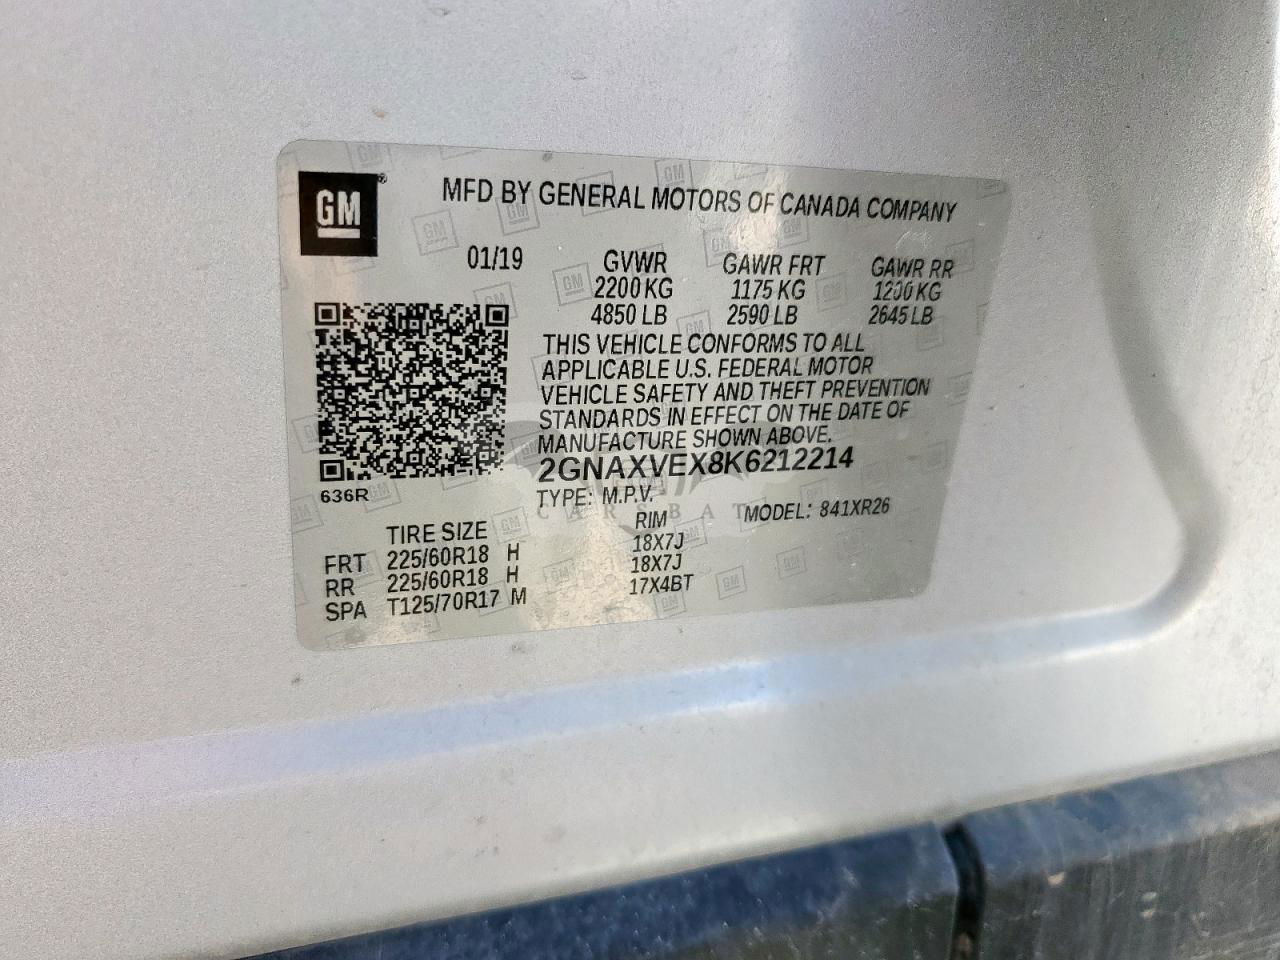 GM®
MFD BY GENERAL MOTORS OF CANADA COMPANY
01/19 GVWR GAWR FRT GAWR RR
2200 KG 1175 KG 1200 KG
4850 LB 2590 LB 2645 LB
THIS VEHICLE CONFORMS TO ALL
APPLICABLE U.S. FEDERAL MOTOR
VEHICLE SAFETY AND THEFT PREVENTION
STANDARDS IN EFFECT ON THE DATE OF
MANUFACTURE SHOWN ABOVE.
2GNAXVEX8K6212214
636R
TYPE: M.P.V. MODEL: 841XR26
CARSBAT
TIRE SIZE RIM
FRT 225/60R18 H 18X7J
RR 225/60R18 H 18X7J
SPA T125/70R17 M 17X4BT